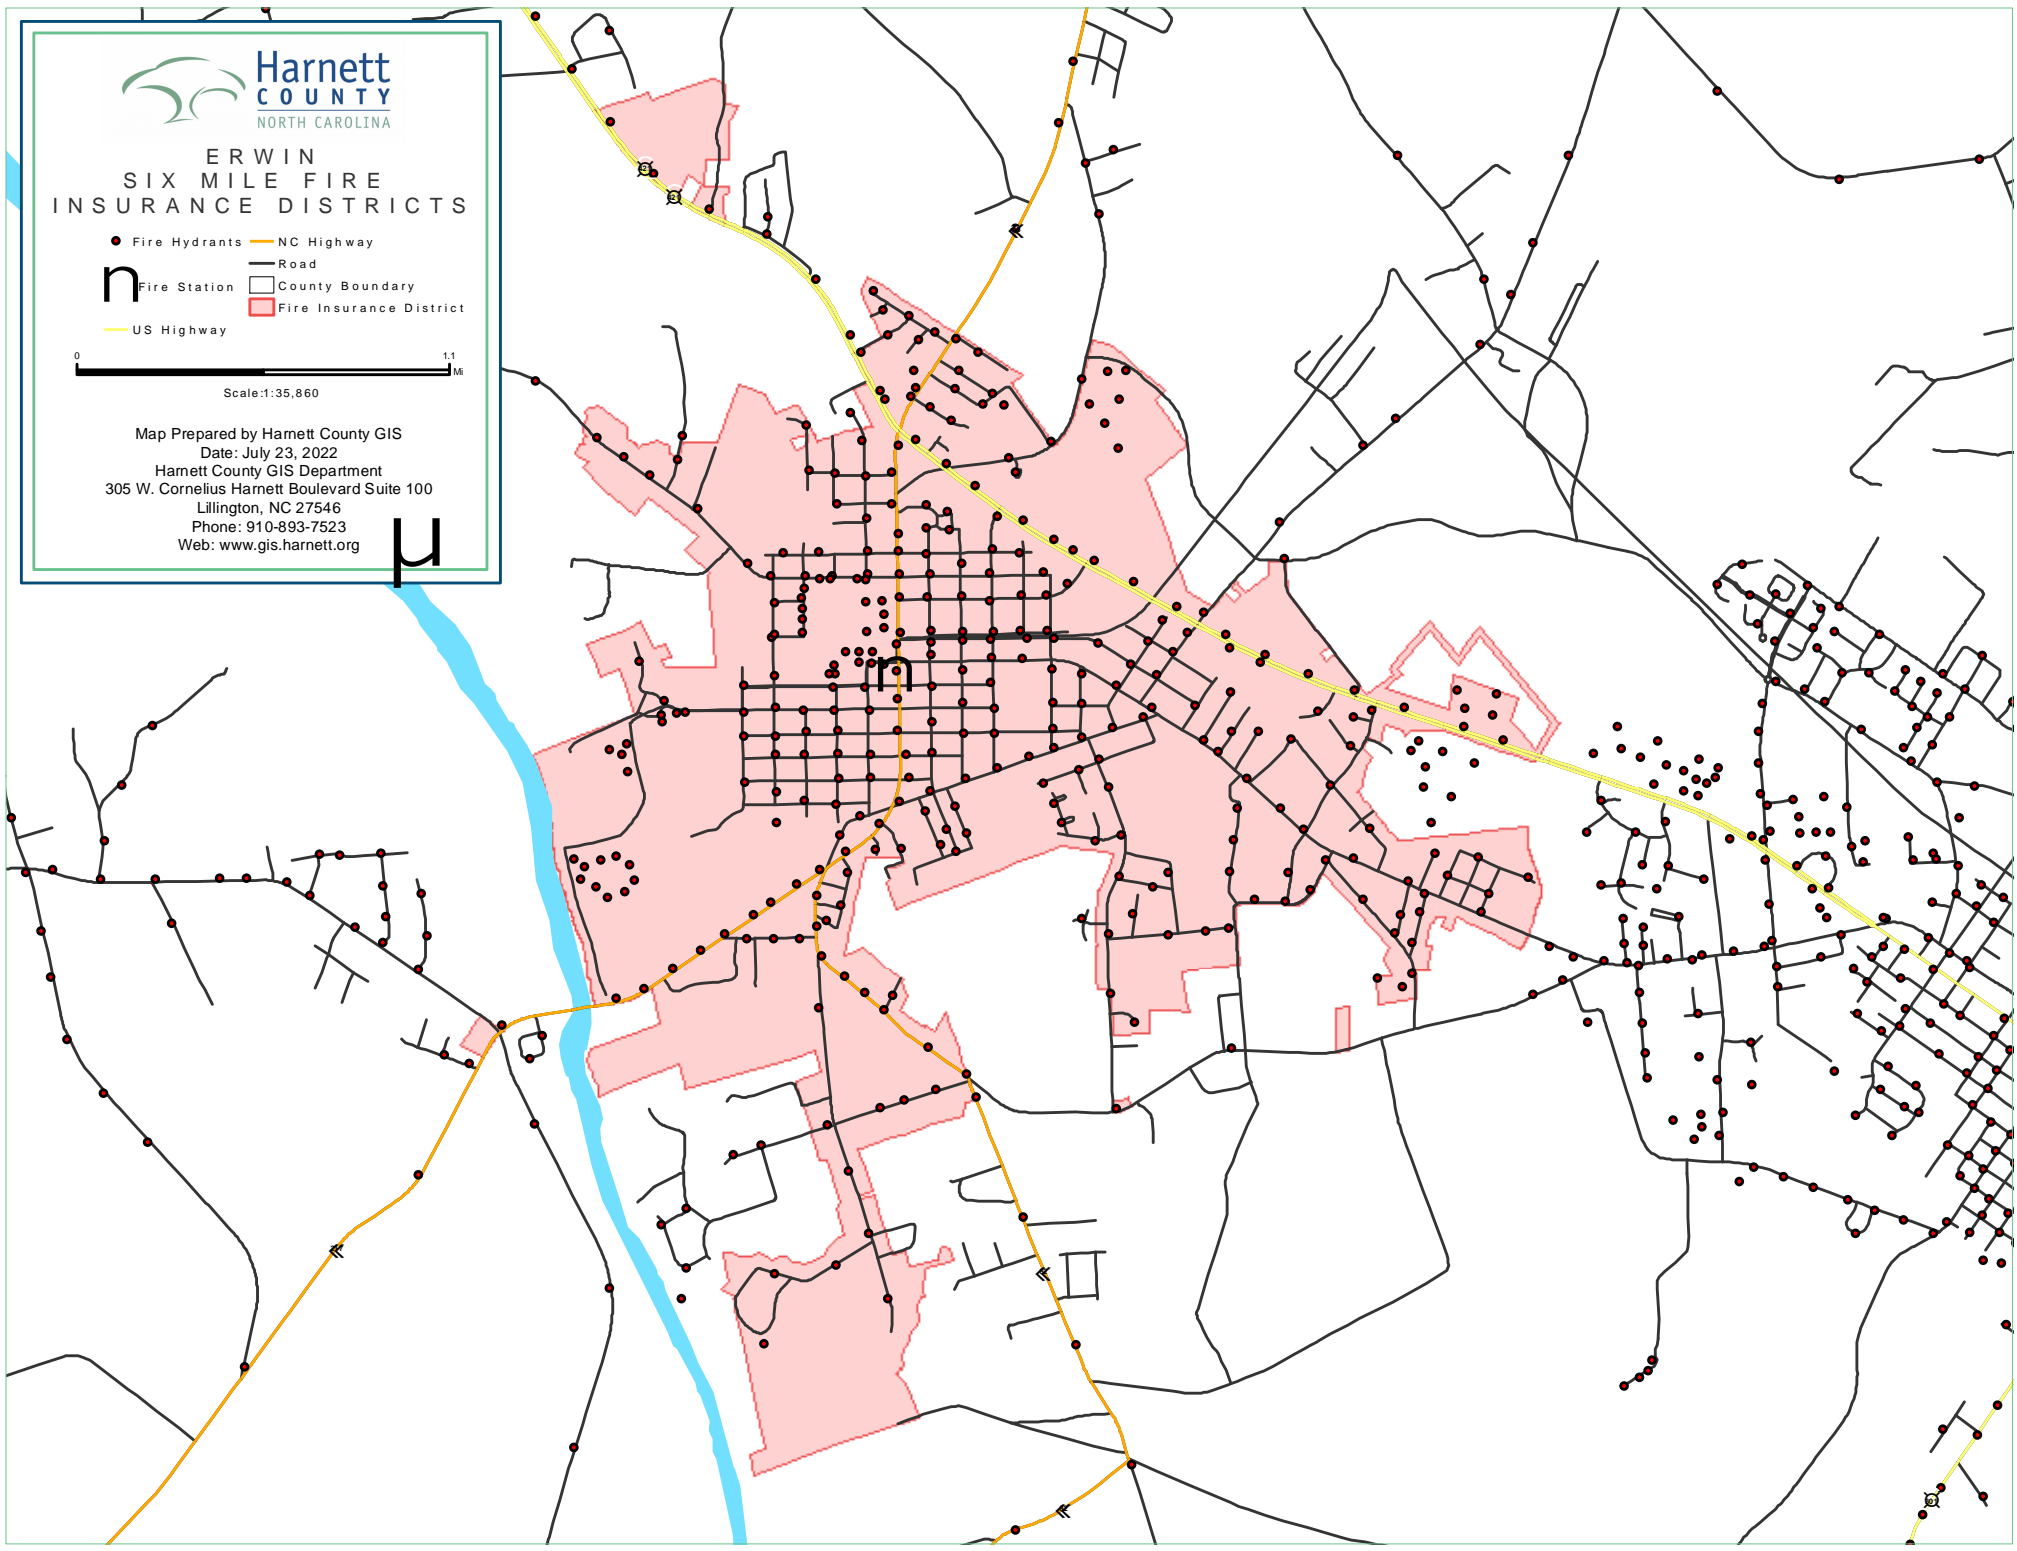 Harnett
COUNTY
NORTH CAROLINA
ERWIN
SIX MILE FIRE
INSURANCE DISTRICTS
Fire Hydrants
NC Highway
Road
n
Fire Station
County Boundary
Fire Insurance District
US Highway
0 1.1
Mi
Scale:1:35,860
Map Prepared by Harnett County GIS
Date: July 23, 2022
Harnett County GIS Department
305 W. Cornelius Harnett Boulevard Suite 100
Lillington, NC 27546
Phone: 910-893-7523
Web: www.gis.harnett.org
µ
n